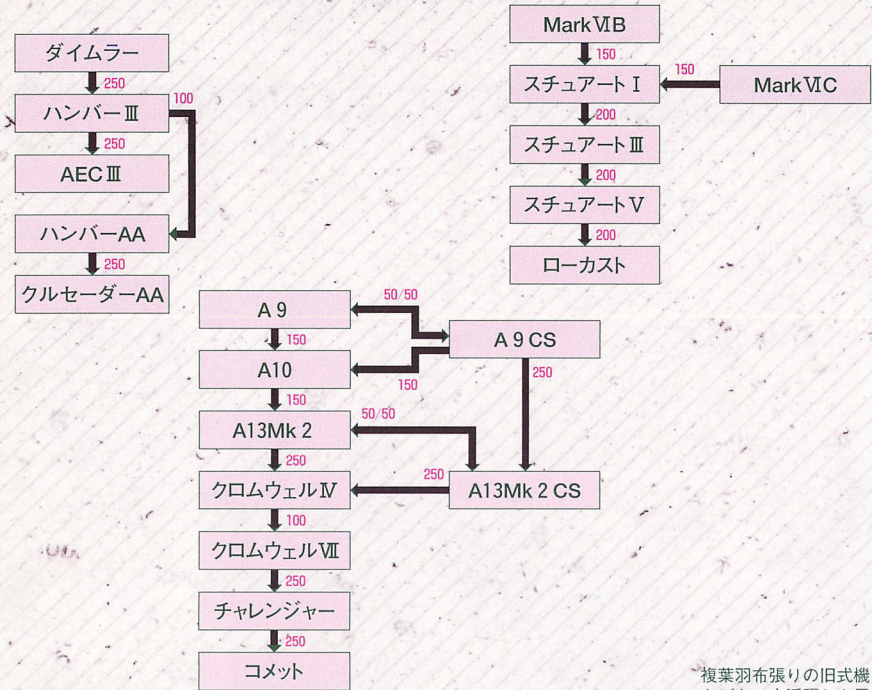 ダイムラー
250
ハンバーⅢ
100
250
AECⅢ
ハンバーAA
250
クルセーダーAA
MarkⅥB
150
スチュアートⅠ
150
MarkⅥC
200
スチュアートⅢ
200
スチュアートⅤ
200
ローカスト
A 9
50/50
A 9 CS
150
A10
150
250
150
A13Mk 2
50/50
250
クロムウェルⅣ
250
A13Mk 2 CS
100
クロムウェルⅦ
250
チャレンジャー
250
コメット
複葉羽布張りの旧式機